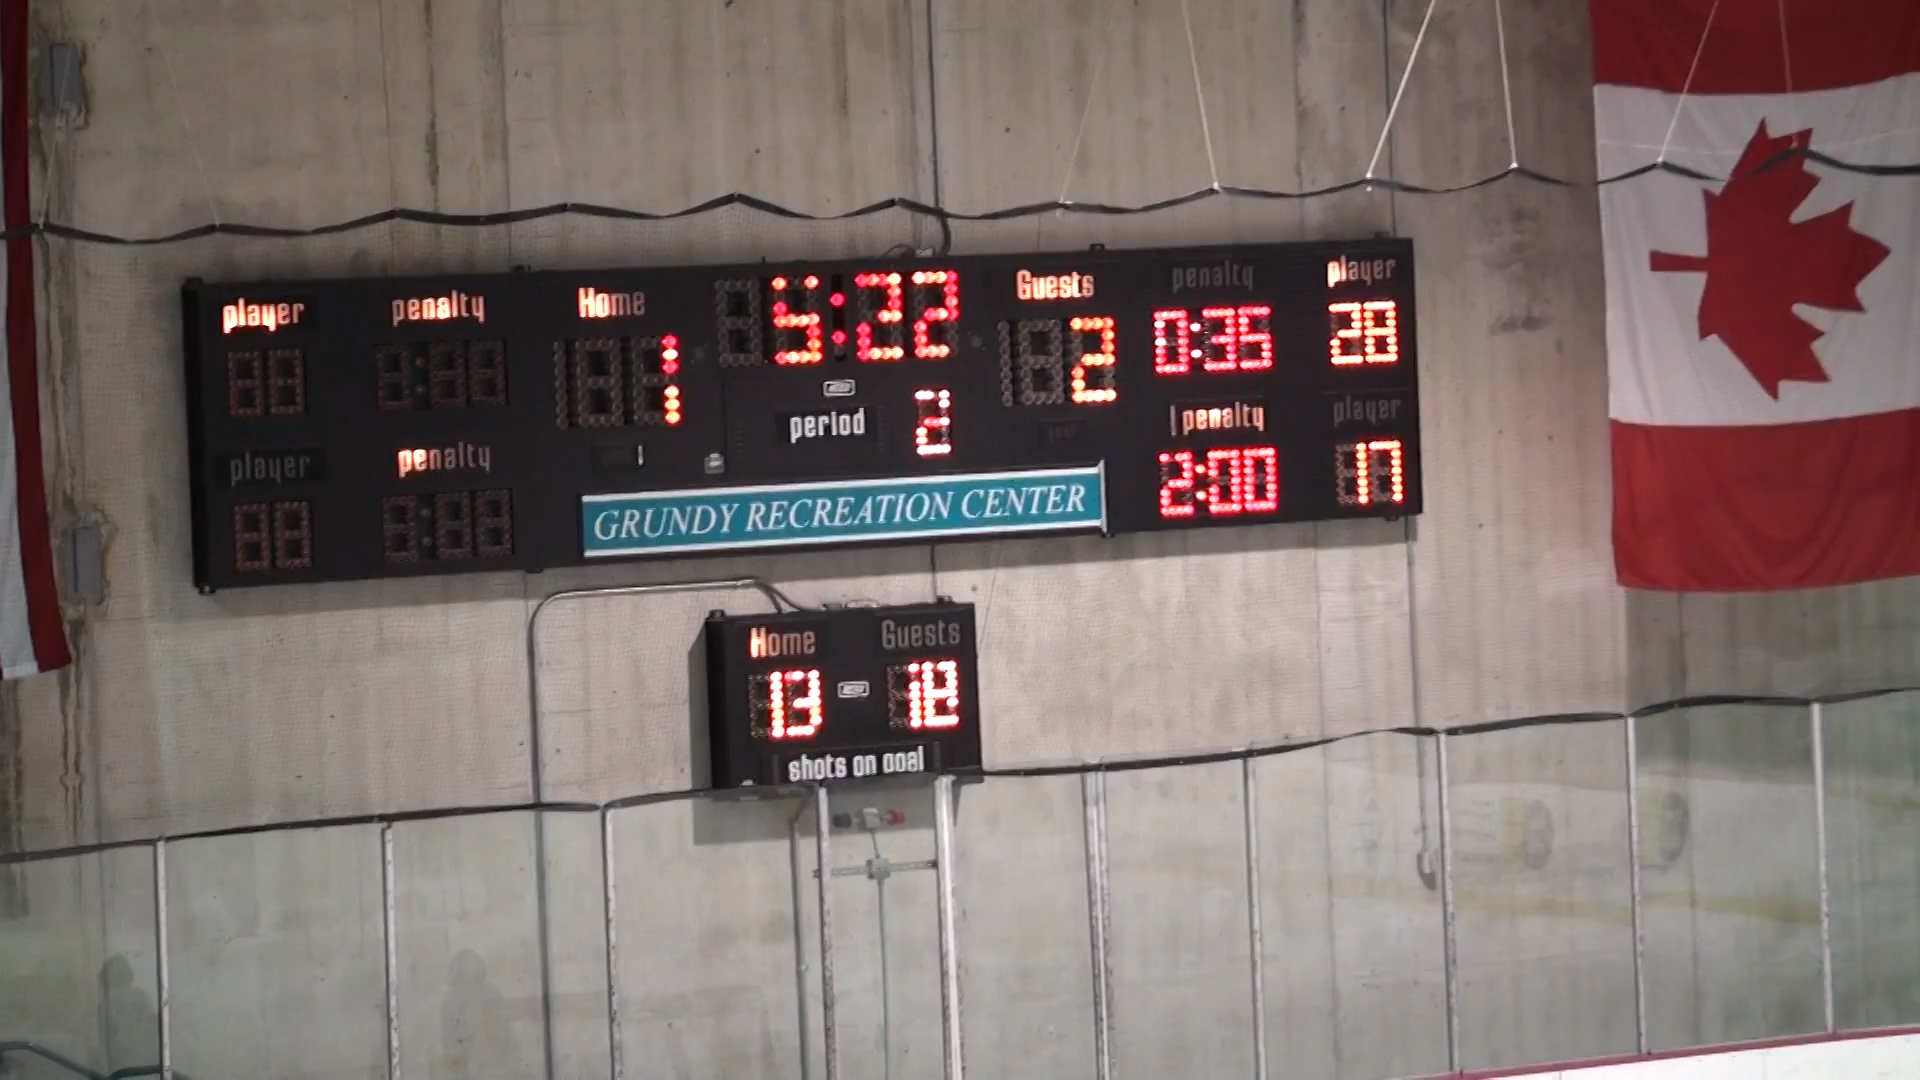 player penalty Home 5:22 Guests penalty player
1 2 0:35 28
period 2
penalty player
player penalty 2:00 17
GRUNDY RECREATION CENTER
Home Guests
13
shots on goal